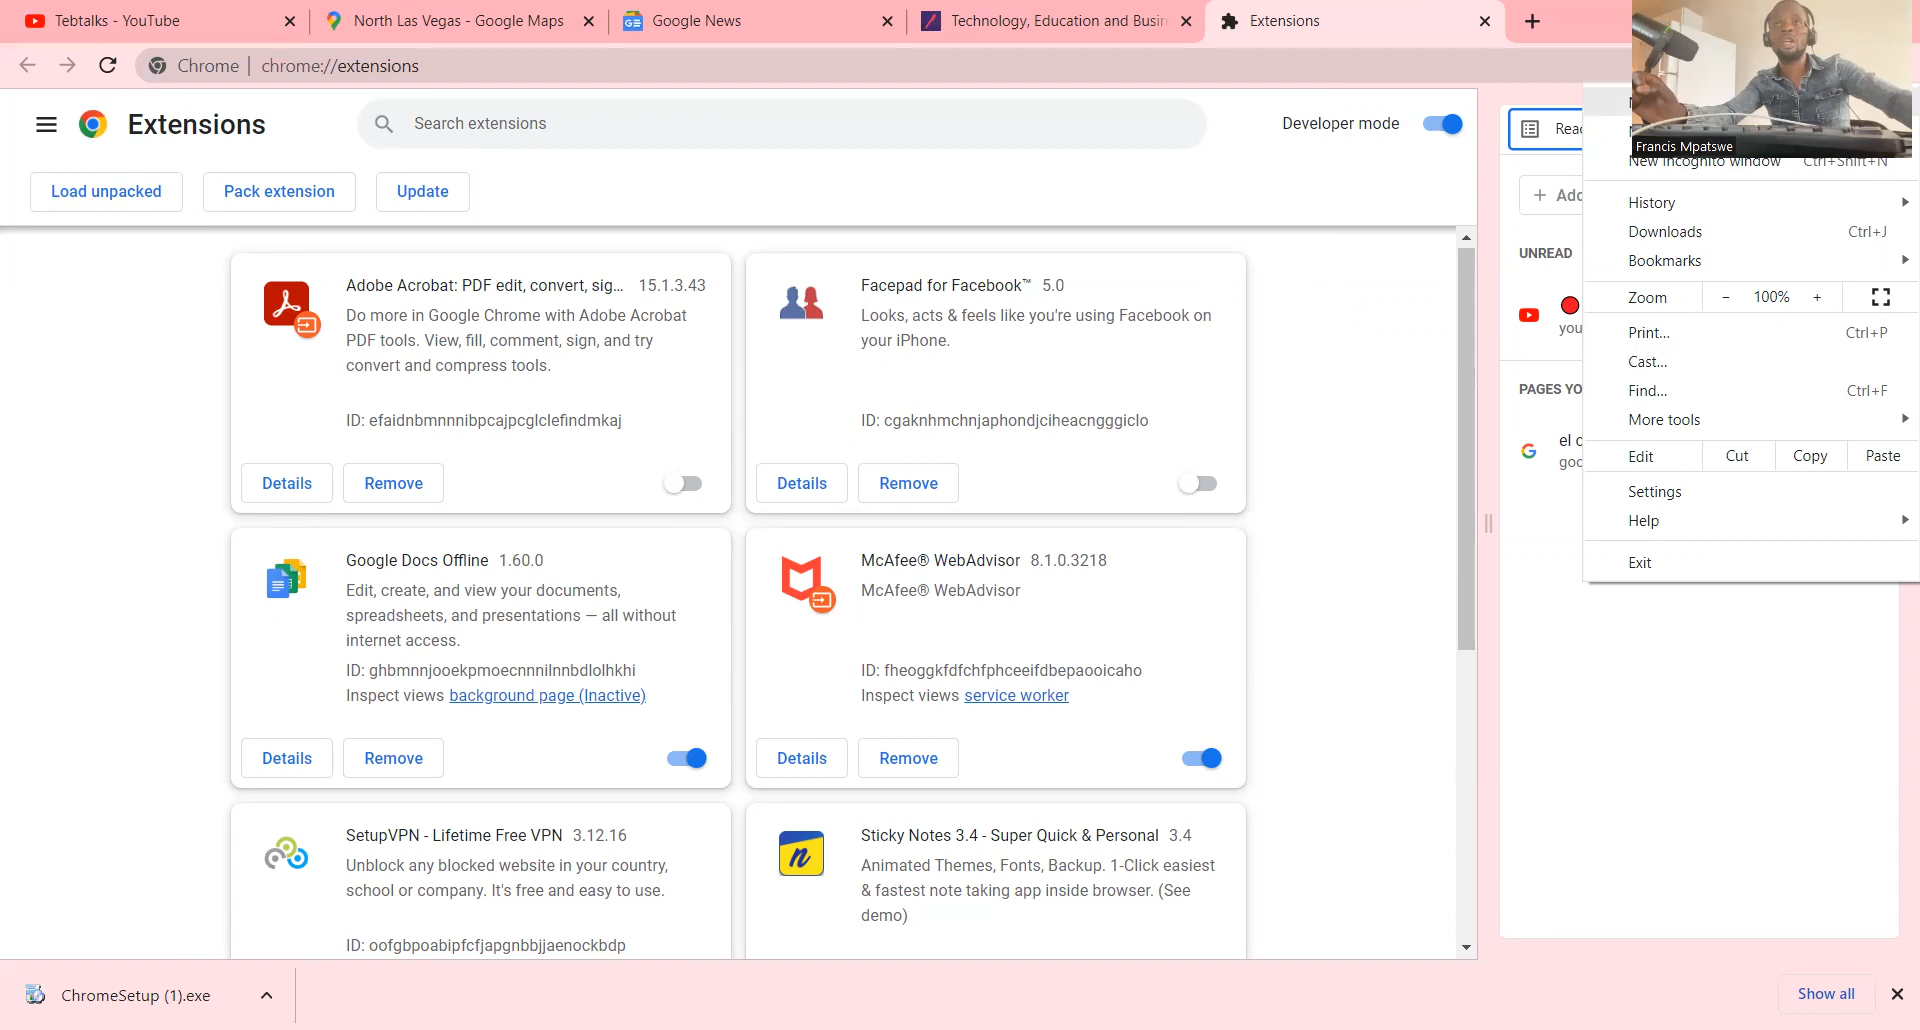 Tebtalks - YouTube
North Las Vegas - Google Maps
Google News
Technology, Education and Busin
Extensions
Chrome
chrome://extensions
Extensions
Search extensions
Developer mode
Load unpacked
Pack extension
Update
Adobe Acrobat: PDF edit, convert, sig... 15.1.3.43
Do more in Google Chrome with Adobe Acrobat
PDF tools. View, fill, comment, sign, and try
convert and compress tools.
ID: efaidnbmnnnibpcajpcglclefindmkaj
Details
Remove
Facepad for Facebook™ 5.0
Looks, acts & feels like you're using Facebook on
your iPhone.
ID: cgaknhmchnjaphondjciheacngggiclo
Details
Remove
Google Docs Offline 1.60.0
Edit, create, and view your documents,
spreadsheets, and presentations — all without
internet access.
ID: ghbmnnjooekpmoecnnnilnnbdlolhkhi
Inspect views background page (Inactive)
Details
Remove
McAfee® WebAdvisor 8.1.0.3218
McAfee® WebAdvisor
ID: fheoggkfdfchfphceeifdbepaooicaho
Inspect views service worker
Details
Remove
SetupVPN - Lifetime Free VPN 3.12.16
Unblock any blocked website in your country,
school or company. It's free and easy to use.
ID: oofgbpoabipfcfjapgnbbjjaenockbdp
Sticky Notes 3.4 - Super Quick & Personal 3.4
Animated Themes, Fonts, Backup. 1-Click easiest
& fastest note taking app inside browser. (See
demo)
Reac
+ Add
UNREAD
you
PAGES YO
el c
goo
Francis Mpatswe
New Incognito window Ctrl+Shift+N
History
Downloads Ctrl+J
Bookmarks
Zoom - 100% +
Print... Ctrl+P
Cast...
Find... Ctrl+F
More tools
Edit Cut Copy Paste
Settings
Help
Exit
ChromeSetup (1).exe
Show all